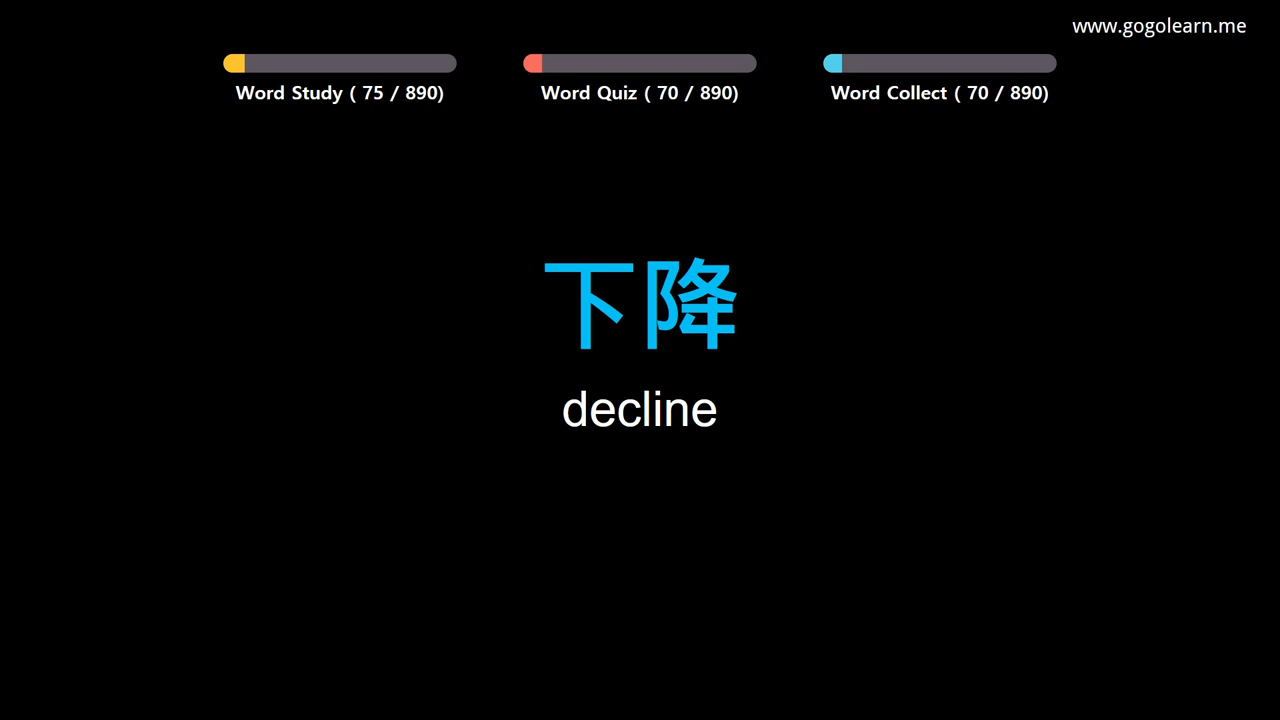 www.gogolearn.me
Word Study ( 75 / 890)
Word Quiz ( 70 / 890)
Word Collect ( 70 / 890)
下降
decline